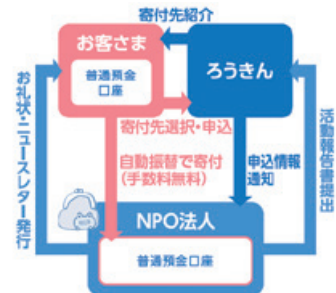 寄付先紹介
お客さま
普通預金
口座
ろうきん
寄付先選択・申込
自動振替で寄付
(手数料無料)
申込情報
通知
お礼状・ニュースレター発行
活動報告書提出
NPO法人
普通預金口座